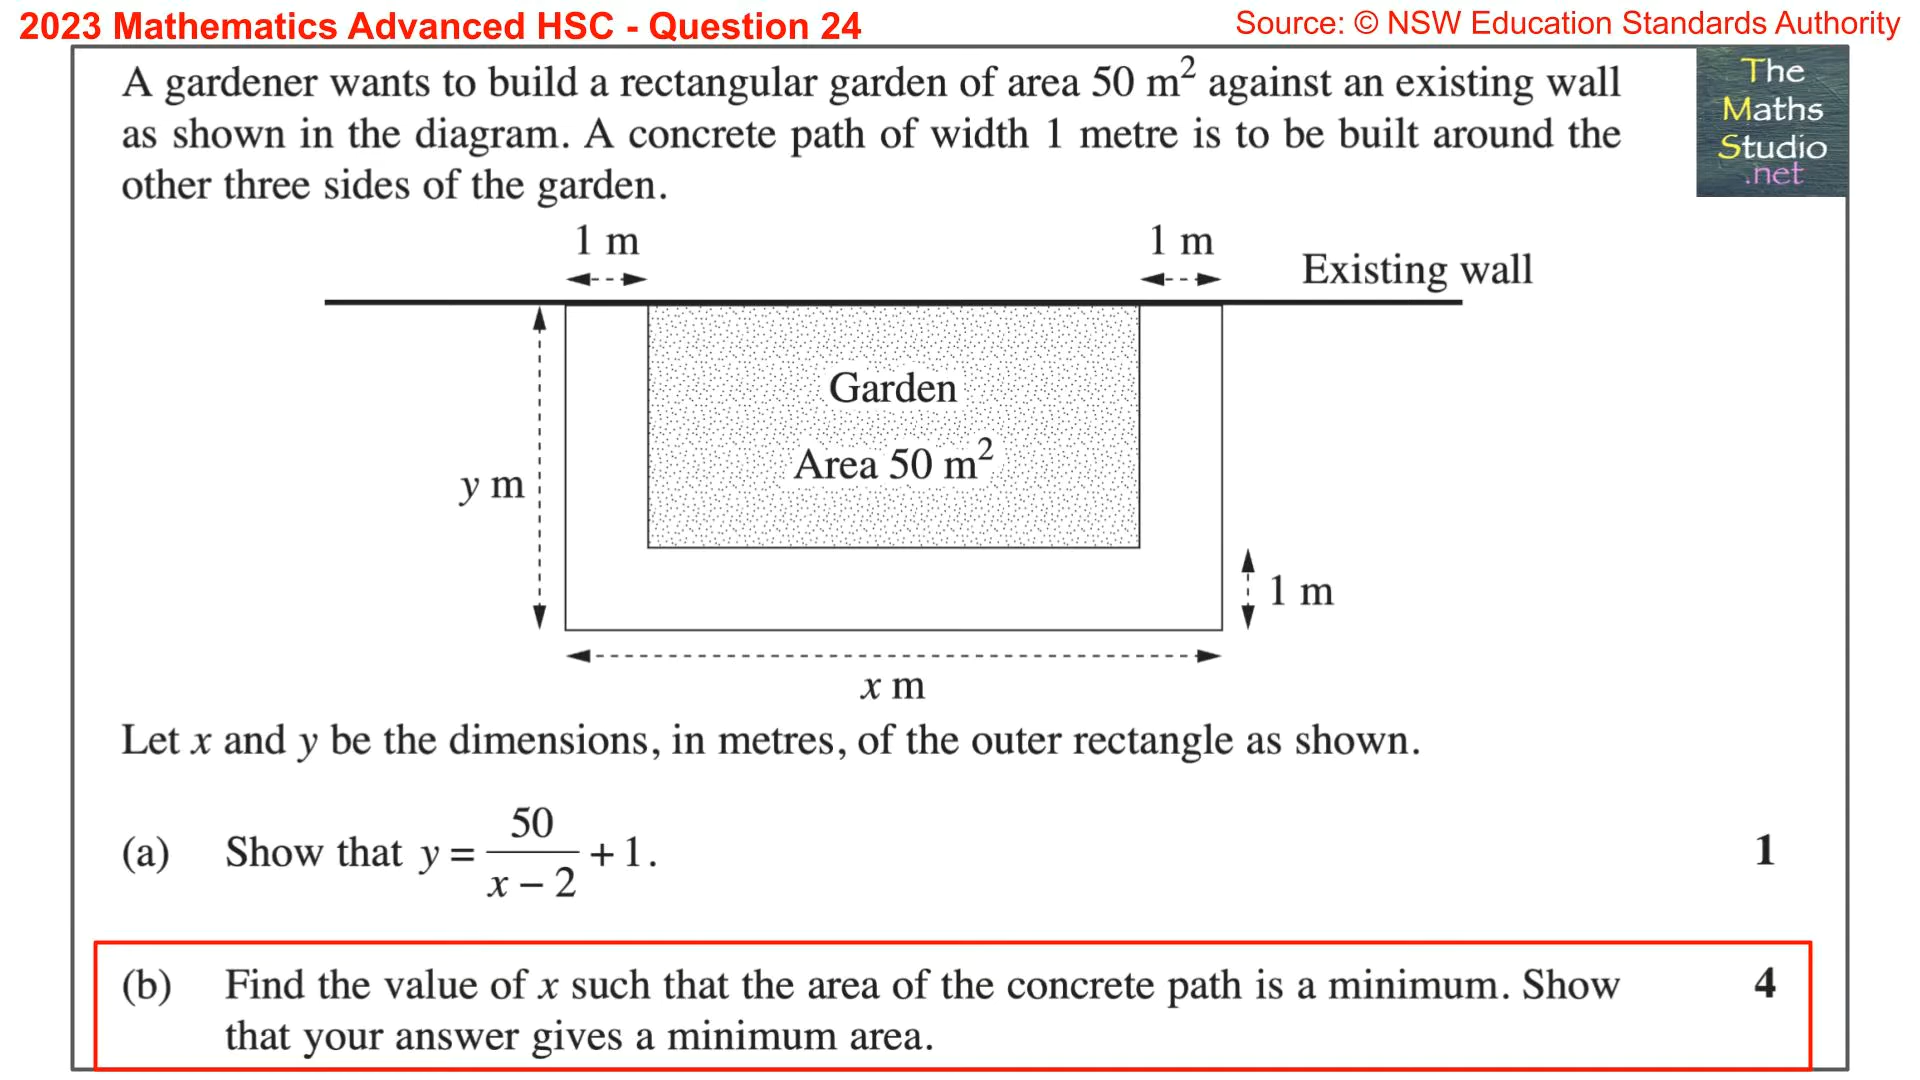 2023 Mathematics Advanced HSC - Question 24
Source: © NSW Education Standards Authority
The
Maths
Studio
.net
A gardener wants to build a rectangular garden of area 50 m² against an existing wall
as shown in the diagram. A concrete path of width 1 metre is to be built around the
other three sides of the garden.
1 m
1 m
Existing wall
Garden
Area 50 m²
y m
1 m
x m
Let x and y be the dimensions, in metres, of the outer rectangle as shown.
(a) Show that y = 50/(x − 2) + 1. 1
(b) Find the value of x such that the area of the concrete path is a minimum. Show 4
that your answer gives a minimum area.